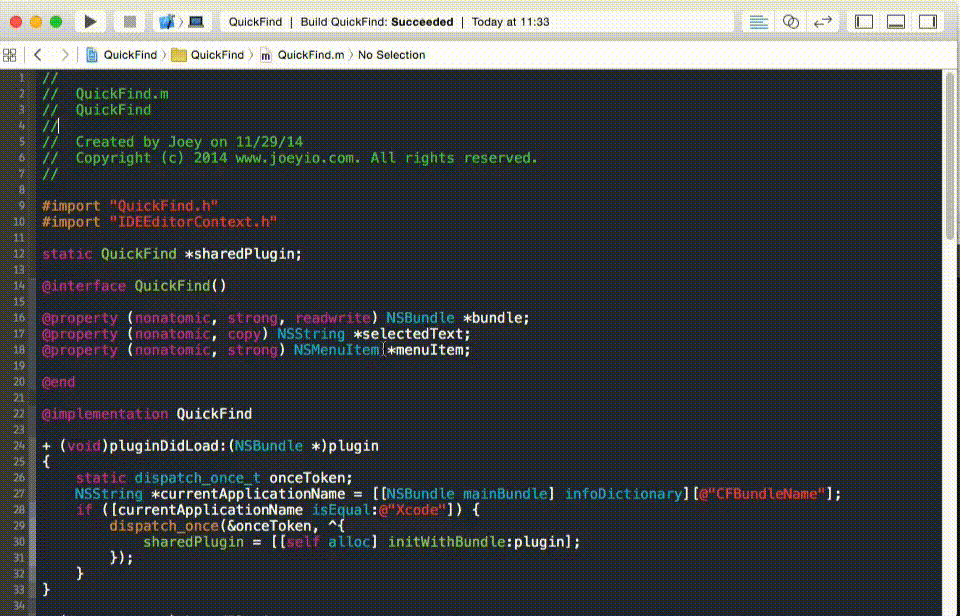 QuickFind | Build QuickFind: Succeeded | Today at 11:33
QuickFind QuickFind QuickFind.m No Selection
1 //
2 //  QuickFind.m
3 //  QuickFind
4 //
5 //  Created by Joey on 11/29/14
6 //  Copyright (c) 2014 www.joeyio.com. All rights reserved.
7 //
8
9 #import "QuickFind.h"
10 #import "IDEEditorContext.h"
11
12 static QuickFind *sharedPlugin;
13
14 @interface QuickFind()
15
16 @property (nonatomic, strong, readwrite) NSBundle *bundle;
17 @property (nonatomic, copy) NSString *selectedText;
18 @property (nonatomic, strong) NSMenuItem *menuItem;
19
20 @end
21
22 @implementation QuickFind
23
24 + (void)pluginDidLoad:(NSBundle *)plugin
25 {
26     static dispatch_once_t onceToken;
27     NSString *currentApplicationName = [[NSBundle mainBundle] infoDictionary][@"CFBundleName"];
28     if ([currentApplicationName isEqual:@"Xcode"]) {
29         dispatch_once(&onceToken, ^{
30             sharedPlugin = [[self alloc] initWithBundle:plugin];
31         });
32     }
33 }
34